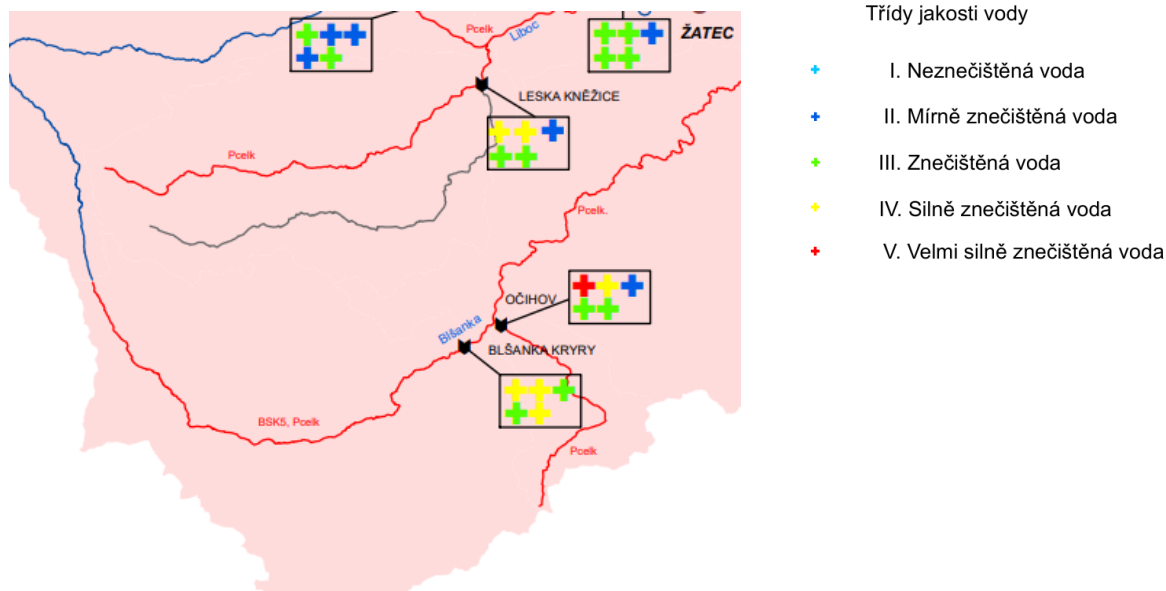 Pcelk
Liboc
ŽATEC
LESKA KNĚŽICE
Pcelk
Pcelk.
OČIHOV
Blšanka
BLŠANKA KRYRY
BSK5, Pcelk
Pcelk
Třídy jakosti vody
I. Neznečištěná voda
II. Mírně znečištěná voda
III. Znečištěná voda
IV. Silně znečištěná voda
V. Velmi silně znečištěná voda